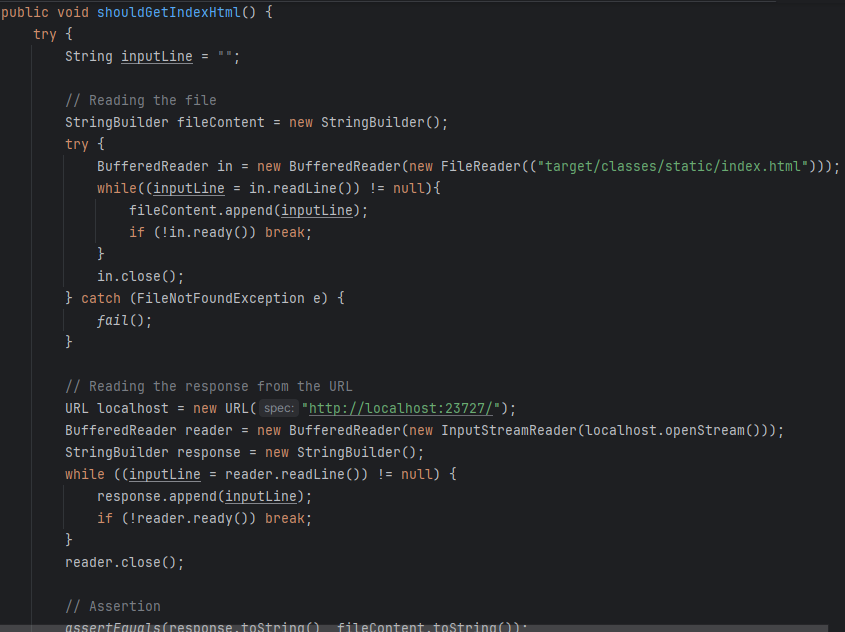 public void shouldGetIndexHtml() {
try {
String inputLine = "";
// Reading the file
StringBuilder fileContent = new StringBuilder();
try {
BufferedReader in = new BufferedReader(new FileReader(("target/classes/static/index.html")));
while((inputLine = in.readLine()) != null){
fileContent.append(inputLine);
if (!in.ready()) break;
}
in.close();
} catch (FileNotFoundException e) {
fail();
}
// Reading the response from the URL
URL localhost = new URL( spec: "http://localhost:23727/");
BufferedReader reader = new BufferedReader(new InputStreamReader(localhost.openStream()));
StringBuilder response = new StringBuilder();
while ((inputLine = reader.readLine()) != null) {
response.append(inputLine);
if (!reader.ready()) break;
}
reader.close();
// Assertion
assertEquals(response.toString(), fileContent.toString());